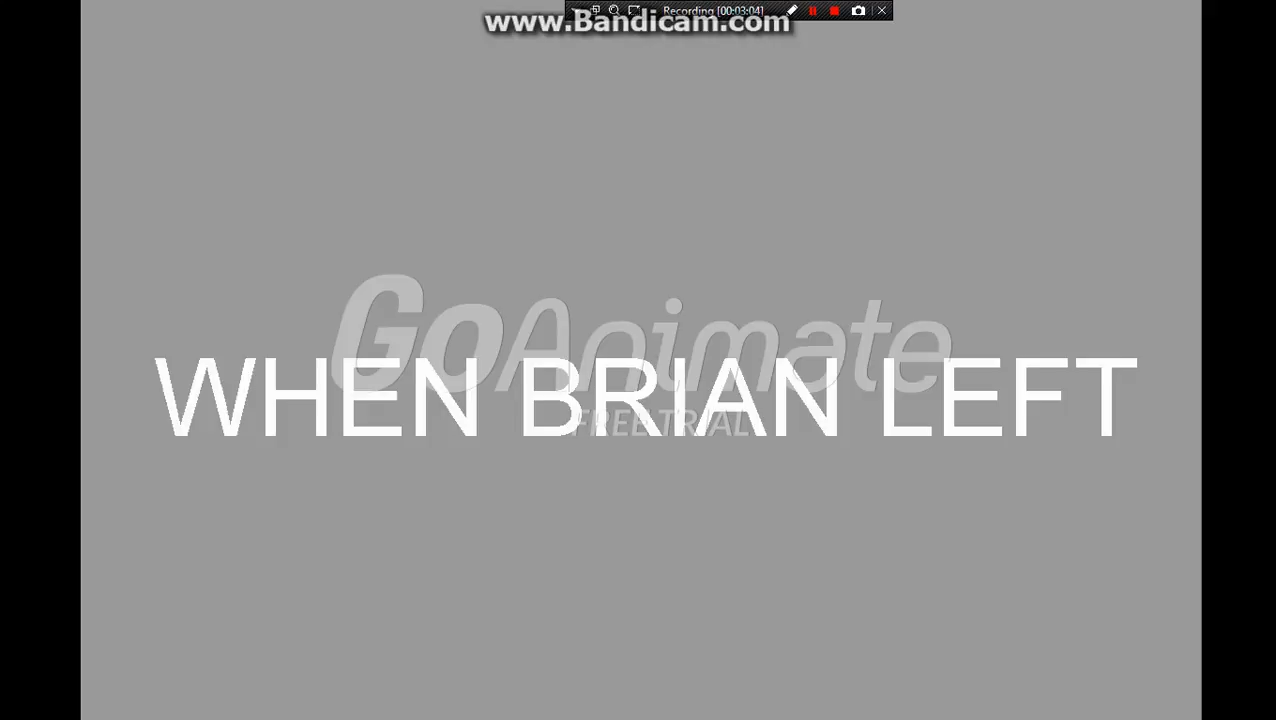 Recording [00:03:04]
www.Bandicam.com
GoAnimate
WHEN BRIAN LEFT
FREE TRIAL